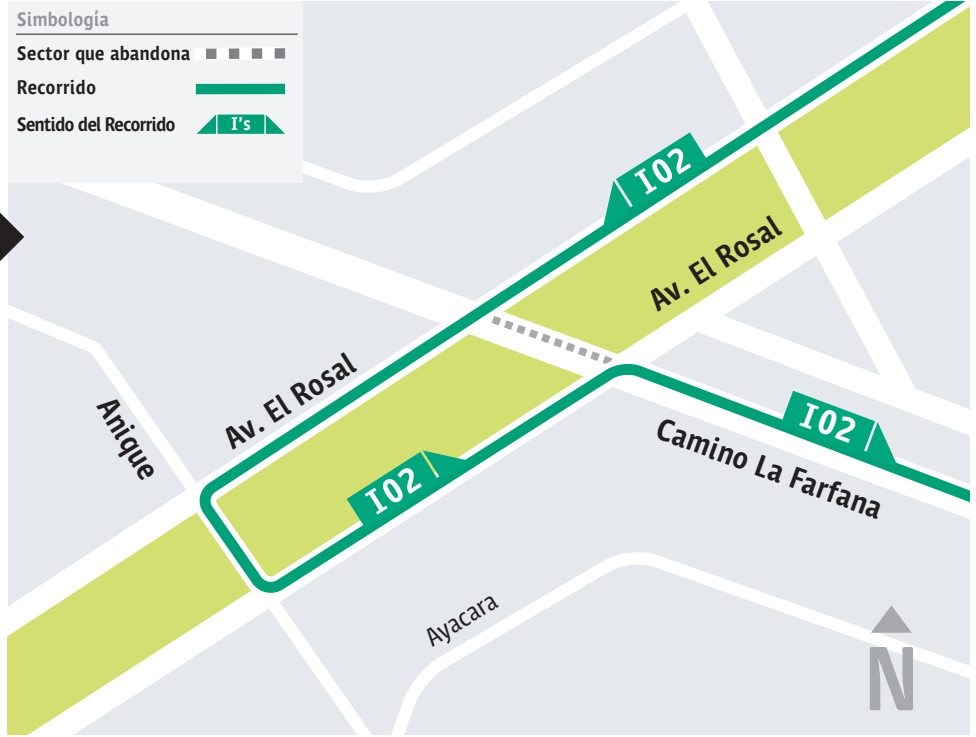 Simbología
Sector que abandona
Recorrido
Sentido del Recorrido
I's
I02
Av. El Rosal
Av. El Rosal
Anique
I02
I02
Camino La Farfana
Ayacara
N